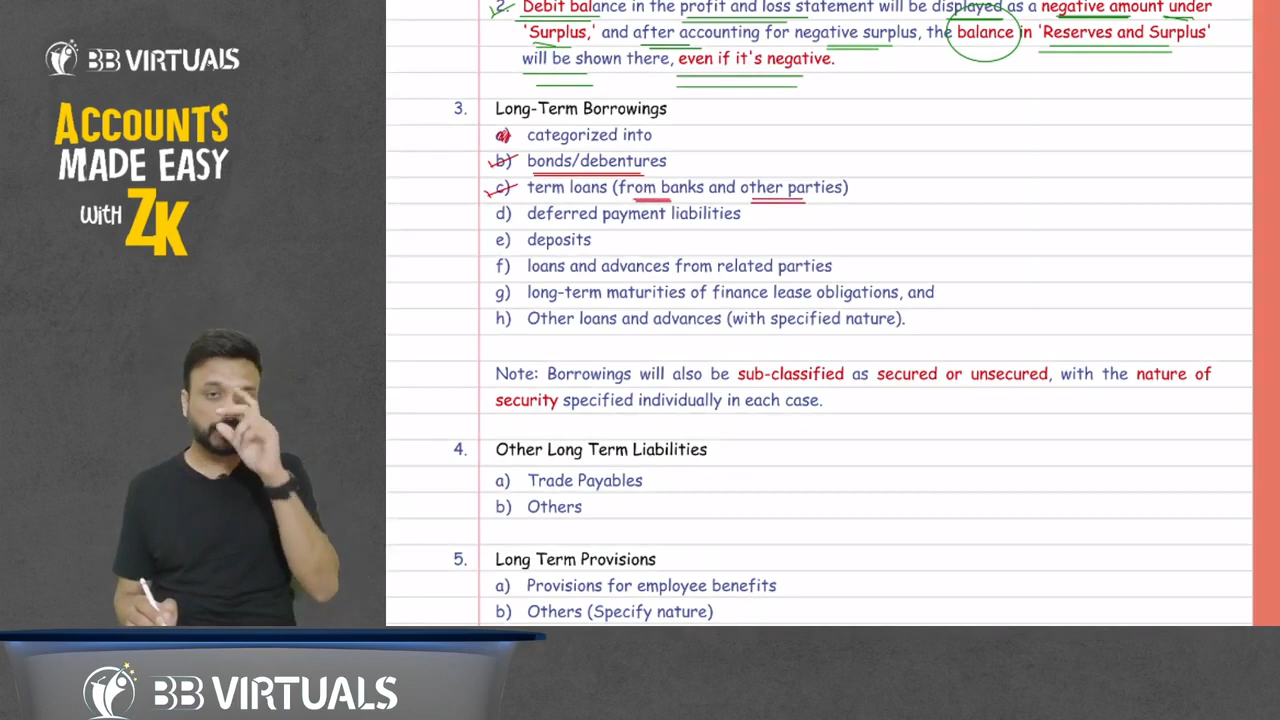 BB VIRTUALS
ACCOUNTS
MADE EASY
WITH ZK
2. Debit balance in the profit and loss statement will be displayed as a negative amount under
'Surplus,' and after accounting for negative surplus, the balance in 'Reserves and Surplus'
will be shown there, even if it's negative.
3. Long-Term Borrowings
a) categorized into
b) bonds/debentures
c) term loans (from banks and other parties)
d) deferred payment liabilities
e) deposits
f) loans and advances from related parties
g) long-term maturities of finance lease obligations, and
h) Other loans and advances (with specified nature).
Note: Borrowings will also be sub-classified as secured or unsecured, with the nature of
security specified individually in each case.
4. Other Long Term Liabilities
a) Trade Payables
b) Others
5. Long Term Provisions
a) Provisions for employee benefits
b) Others (Specify nature)
BB VIRTUALS